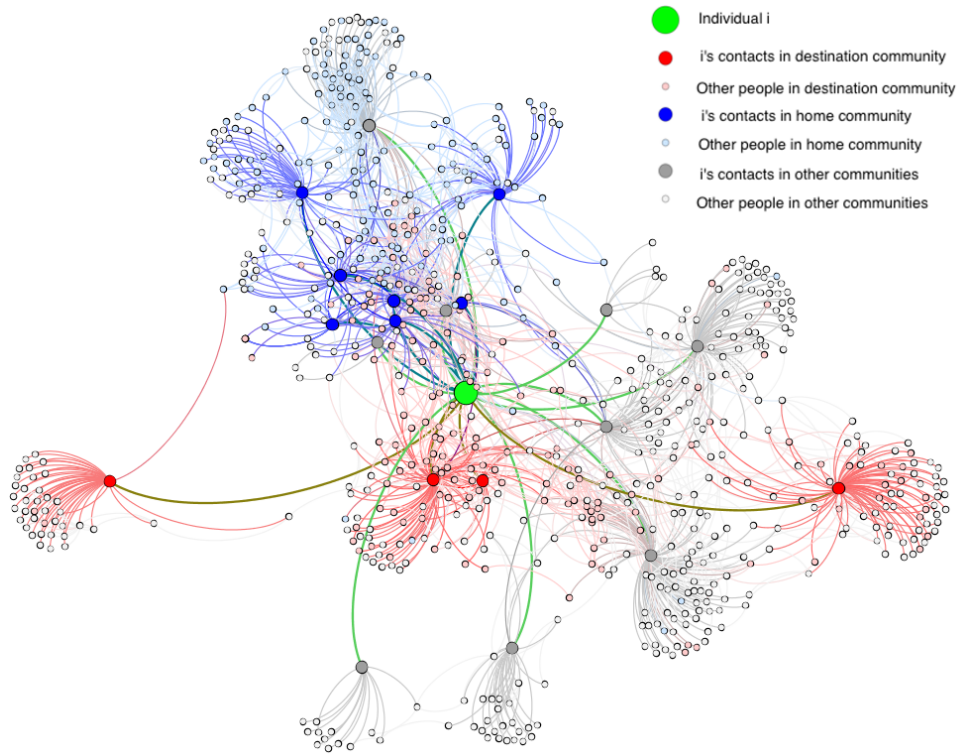 Individual i
i's contacts in destination community
Other people in destination community
i's contacts in home community
Other people in home community
i's contacts in other communities
Other people in other communities